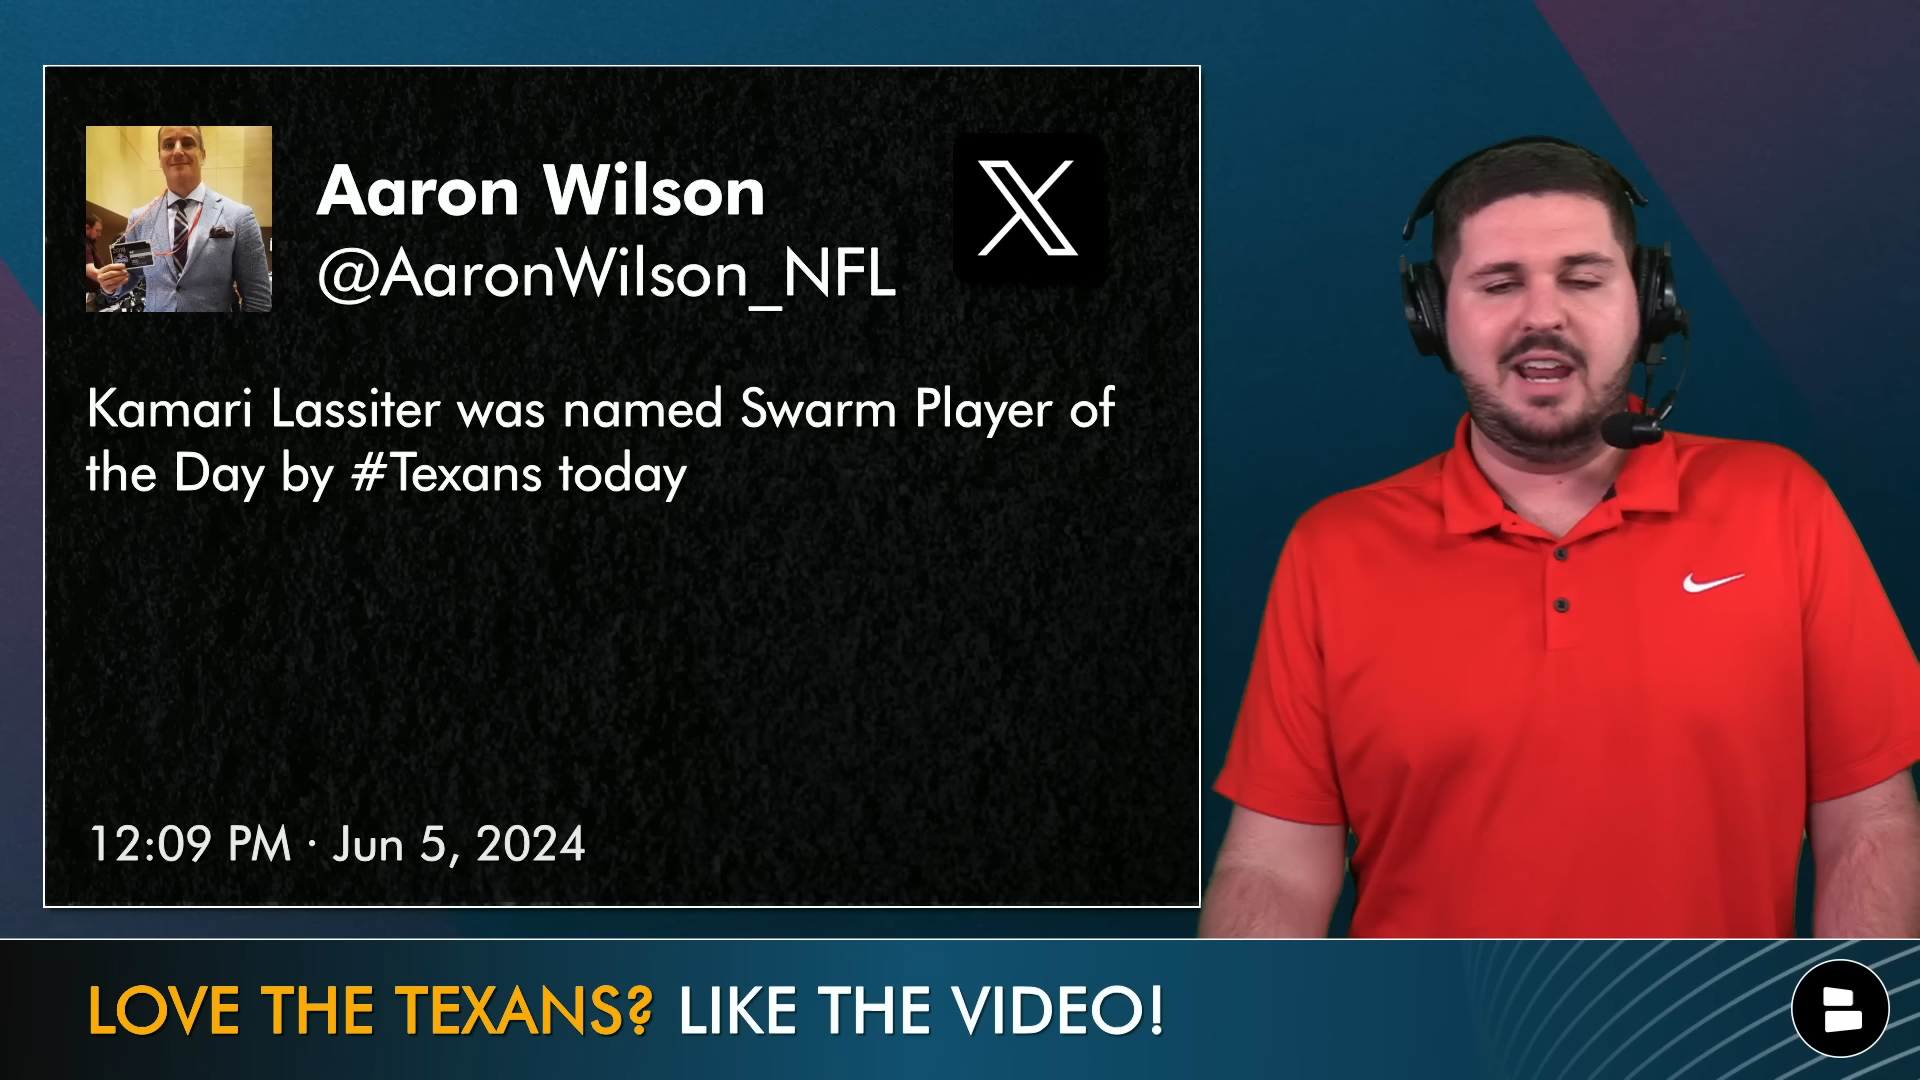 Aaron Wilson
@AaronWilson_NFL
Kamari Lassiter was named Swarm Player of
the Day by #Texans today
12:09 PM · Jun 5, 2024
LOVE THE TEXANS? LIKE THE VIDEO!